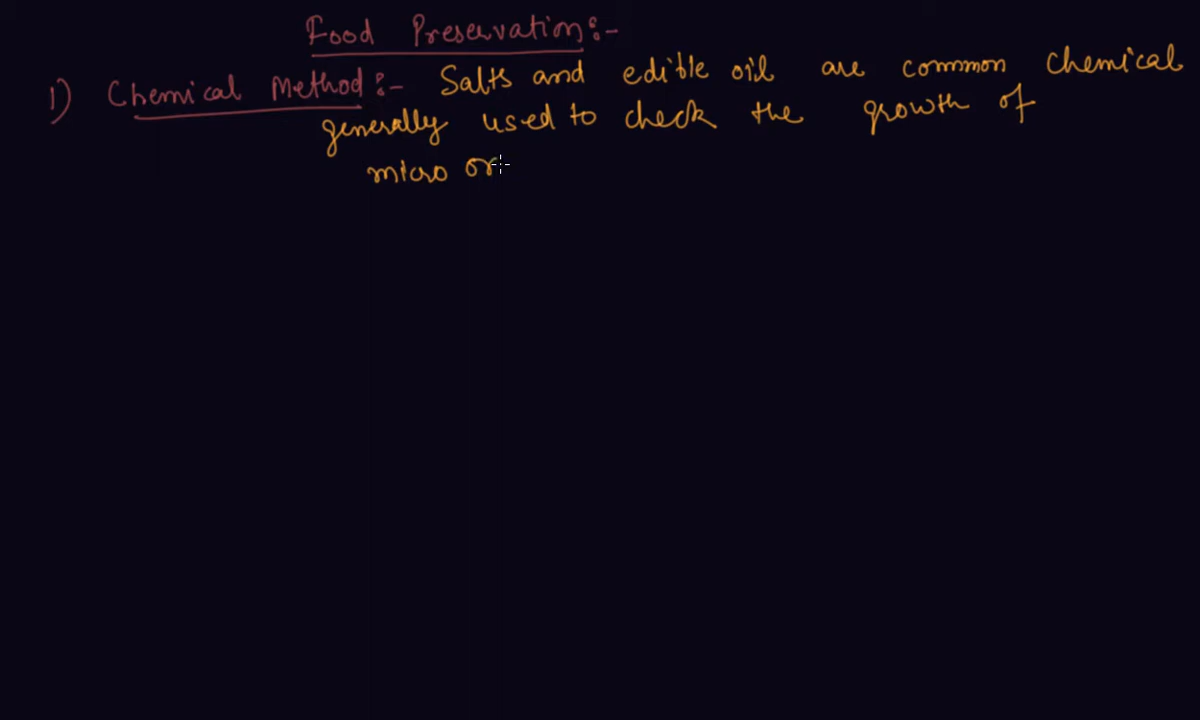 Food Preservation:-
1) Chemical Method:- Salts and edible oil are common chemical
generally used to check the growth of
micro or